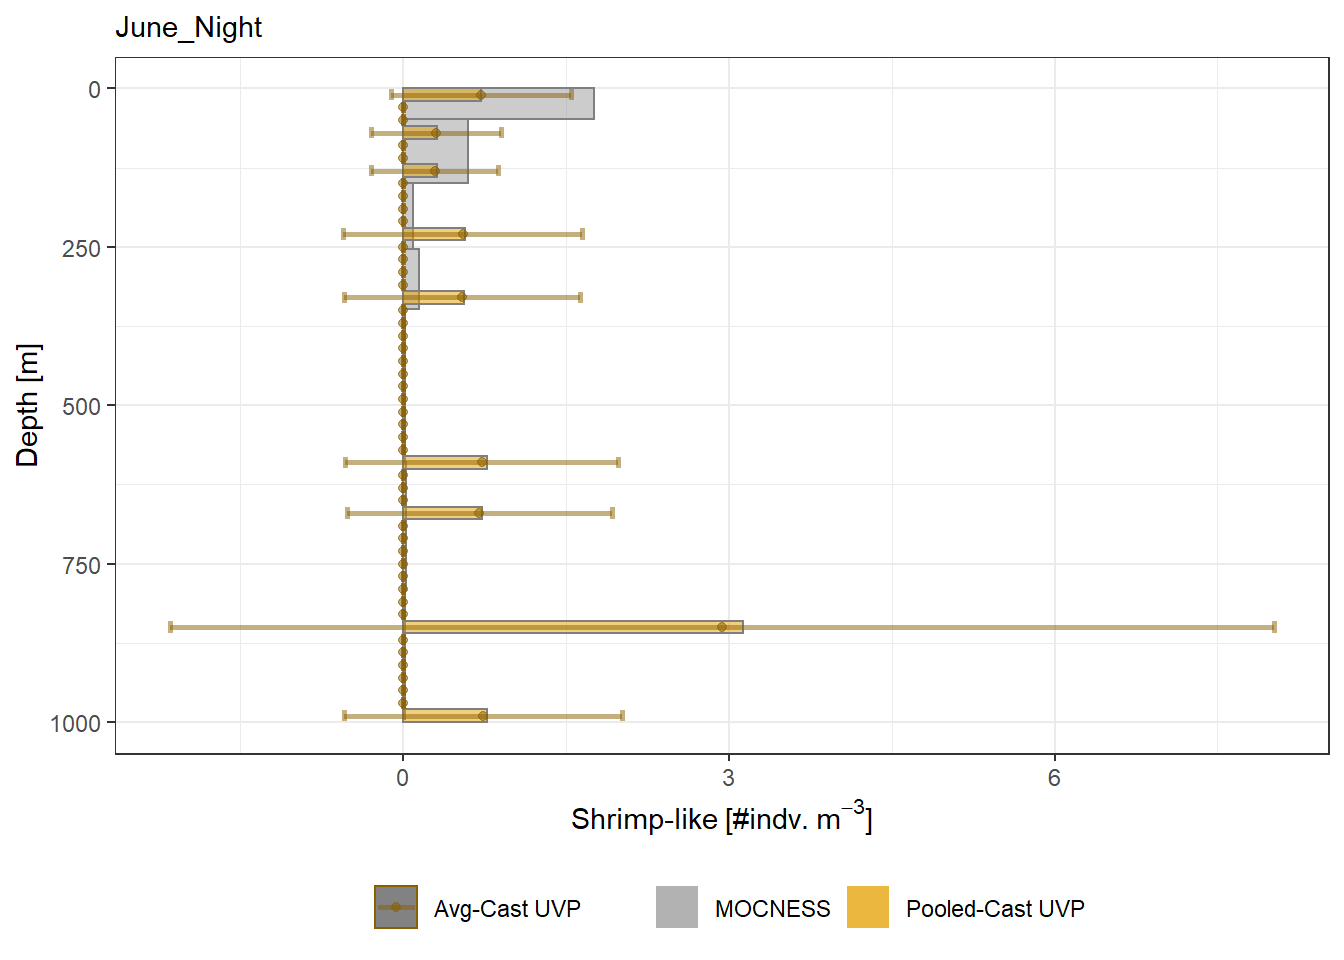 June_Night
0
250
500
750
1000
Depth [m]
0 3 6
Shrimp-like [#indv. m⁻³]
Avg-Cast UVP MOCNESS Pooled-Cast UVP